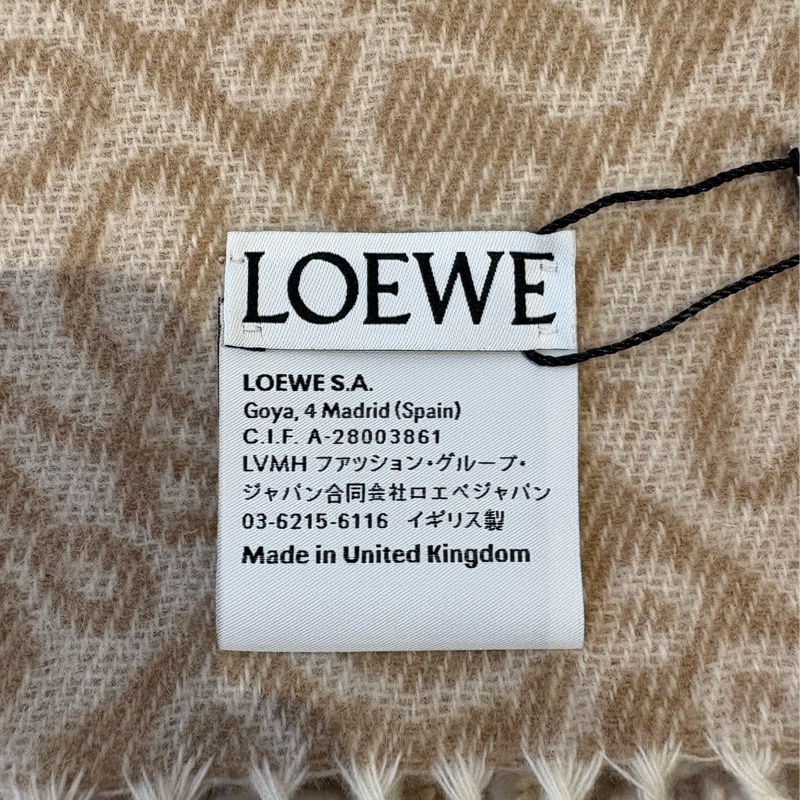 LOEWE
LOEWE S.A.
Goya, 4 Madrid (Spain)
C.I.F. A-28003861
LVMH ファッション・グループ・
ジャパン合同会社ロエベジャパン
03-6215-6116 イギリス製
Made in United Kingdom